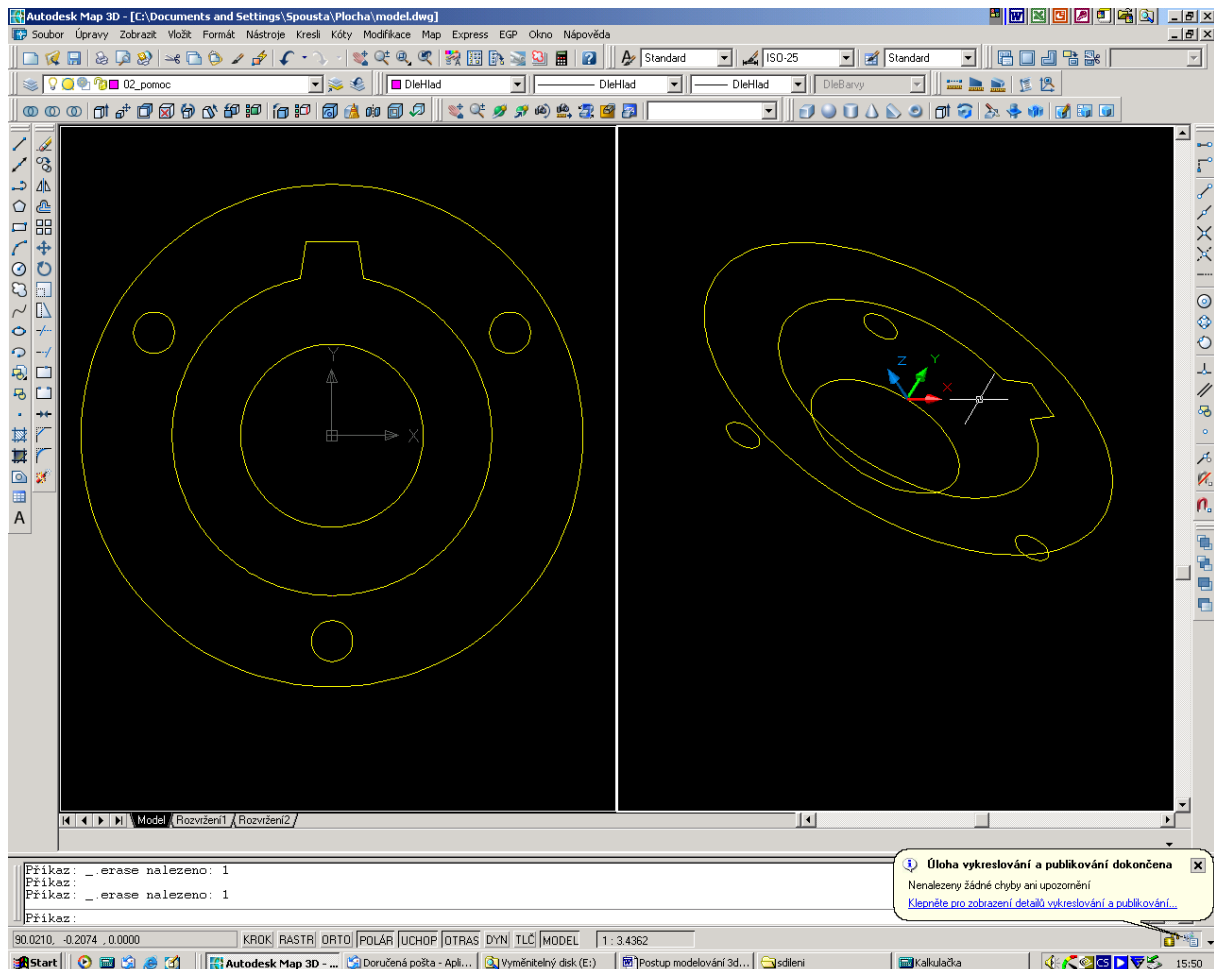 Autodesk Map 3D - [C:\Documents and Settings\Spousta\Plocha\model.dwg]
Soubor Úpravy Zobrazit Vložit Formát Nástroje Kresli Kóty Modifikace Map Express EGP Okno Nápověda
Standard ISO-25 Standard
02_pomoc DleHlad DleHlad DleHlad DleBarvy
Y
X
Z
Y
X
A
Model Rozvržení1 Rozvržení2
Příkaz: _.erase nalezeno: 1
Příkaz:
Příkaz: _.erase nalezeno: 1
Příkaz:
Úloha vykreslování a publikování dokončena
Nenalezeny žádné chyby ani upozornění
Klepněte pro zobrazení detailů vykreslování a publikování...
90.0210, -0.2074 , 0.0000 KROK RASTR ORTO POLÁR UCHOP OTRAS DYN TLČ MODEL 1 : 3.4362
Start Autodesk Map 3D - ... Doručená pošta - Apli... Vyměnitelný disk (E:) Postup modelování 3d... sdileni Kalkulačka CS 15:50